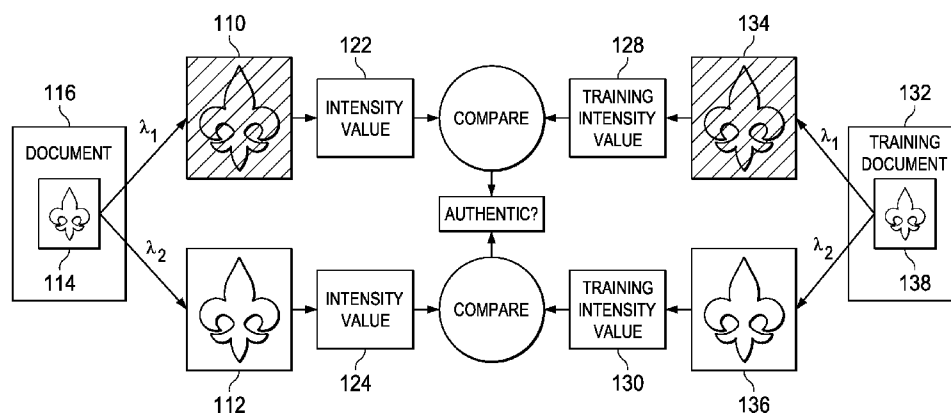 110
122
128
134
116
132
DOCUMENT
λ1
INTENSITY
VALUE
COMPARE
TRAINING
INTENSITY
VALUE
λ1
TRAINING
DOCUMENT
AUTHENTIC?
λ2
λ2
114
138
INTENSITY
VALUE
COMPARE
TRAINING
INTENSITY
VALUE
112
124
130
136